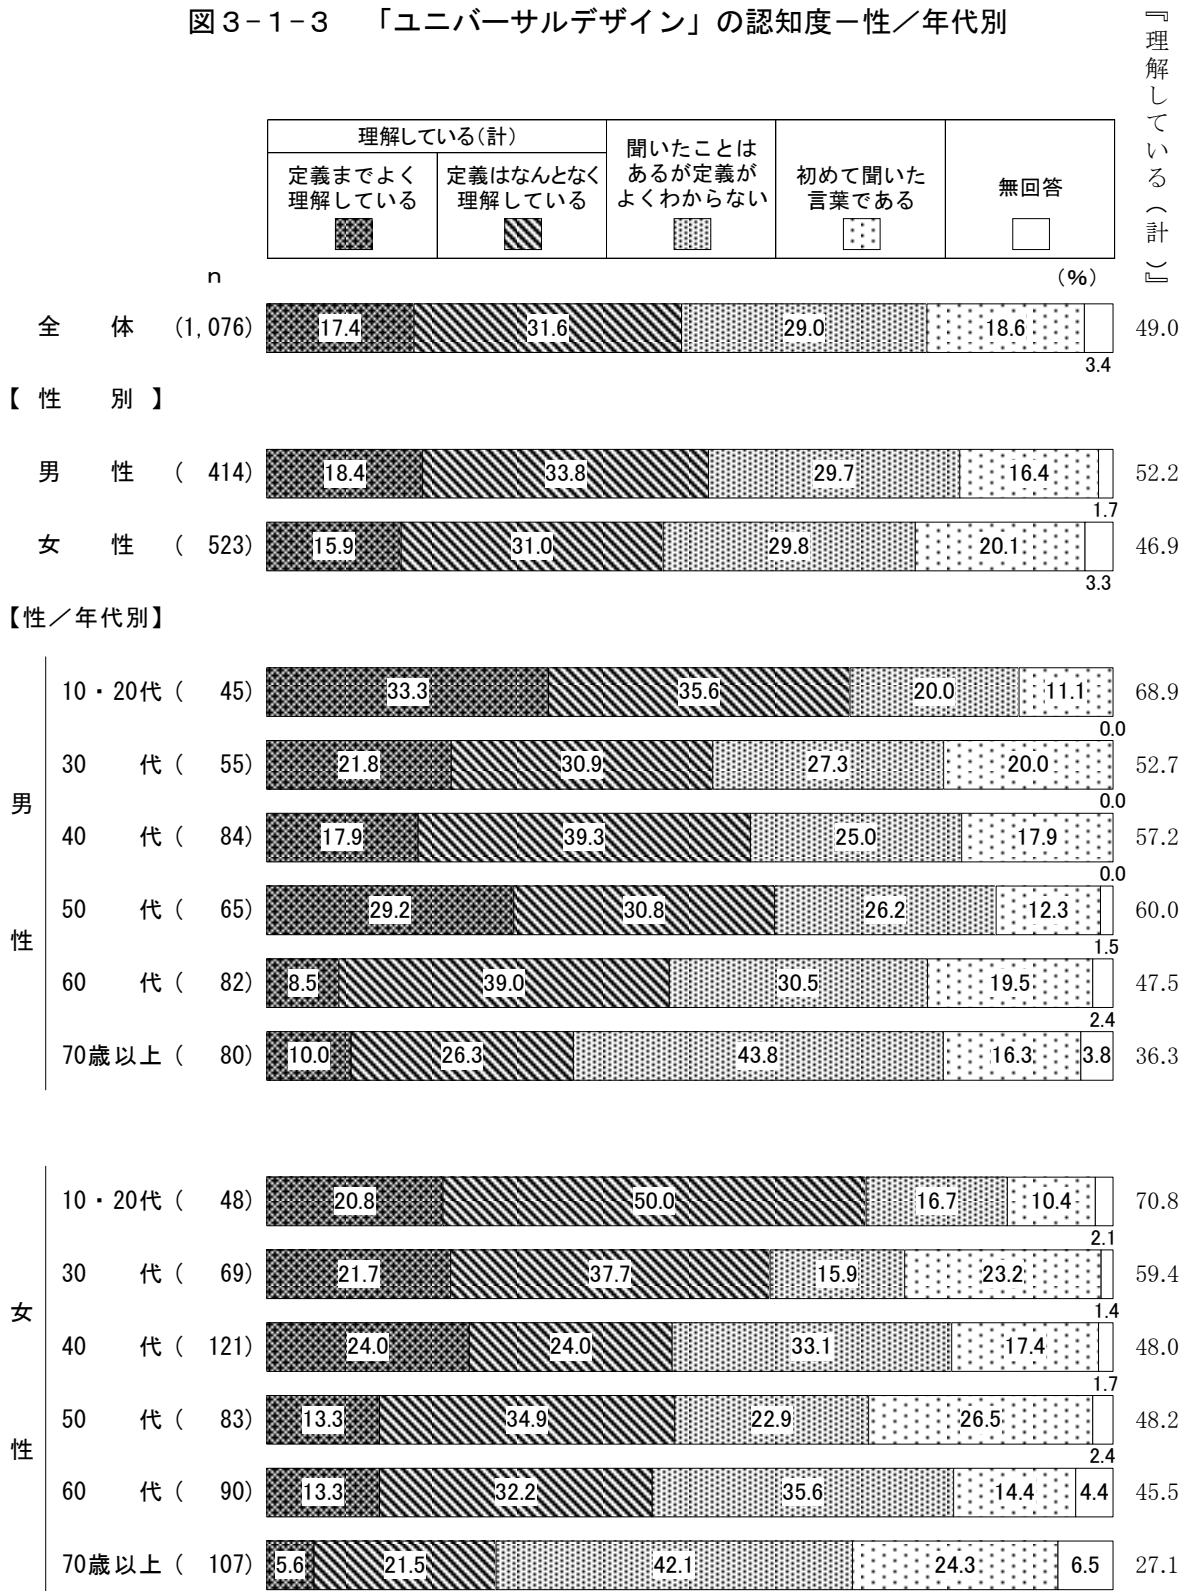 図3-1-3 「ユニバーサルデザイン」の認知度－性／年代別
『理解している（計）』
理解している(計)
定義までよく
理解している
定義はなんとなく
理解している
聞いたことは
あるが定義が
よくわからない
初めて聞いた
言葉である
無回答
n
(%)
全 体 (1,076) 17.4 31.6 29.0 18.6 3.4 49.0
【 性 別 】
男 性 ( 414) 18.4 33.8 29.7 16.4 1.7 52.2
女 性 ( 523) 15.9 31.0 29.8 20.1 3.3 46.9
【性／年代別】
男性
10・20代 ( 45) 33.3 35.6 20.0 11.1 0.0 68.9
30 代 ( 55) 21.8 30.9 27.3 20.0 0.0 52.7
40 代 ( 84) 17.9 39.3 25.0 17.9 0.0 57.2
50 代 ( 65) 29.2 30.8 26.2 12.3 1.5 60.0
60 代 ( 82) 8.5 39.0 30.5 19.5 2.4 47.5
70歳以上 ( 80) 10.0 26.3 43.8 16.3 3.8 36.3
女性
10・20代 ( 48) 20.8 50.0 16.7 10.4 2.1 70.8
30 代 ( 69) 21.7 37.7 15.9 23.2 1.4 59.4
40 代 ( 121) 24.0 24.0 33.1 17.4 1.7 48.0
50 代 ( 83) 13.3 34.9 22.9 26.5 2.4 48.2
60 代 ( 90) 13.3 32.2 35.6 14.4 4.4 45.5
70歳以上 ( 107) 5.6 21.5 42.1 24.3 6.5 27.1